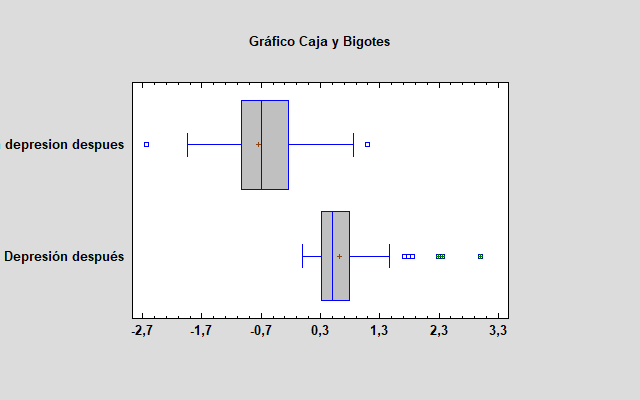 Gráfico Caja y Bigotes
depresion despues
Depresión después
-2,7 -1,7 -0,7 0,3 1,3 2,3 3,3